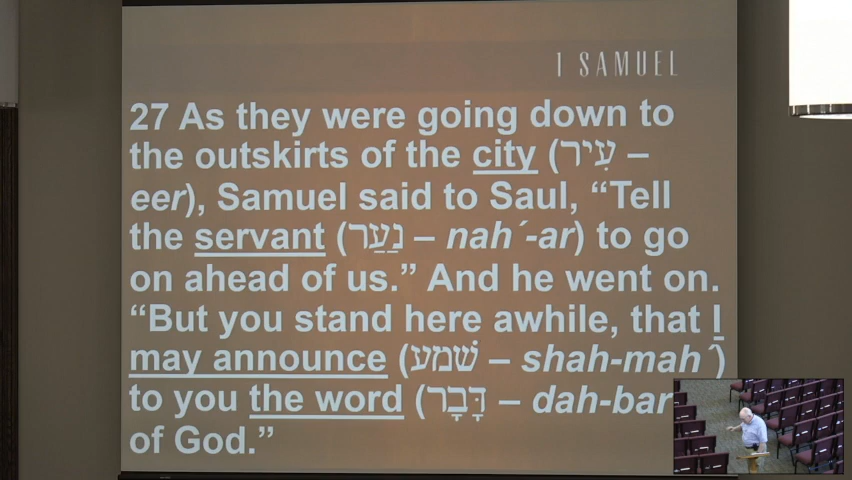 1 SAMUEL
27 As they were going down to
the outskirts of the city (עִיר –
eer), Samuel said to Saul, “Tell
the servant (נַעַר – nah´-ar) to go
on ahead of us.” And he went on.
“But you stand here awhile, that I
may announce (שׁמע – shah-mah´)
to you the word (דָּבָר – dah-bar
of God.”